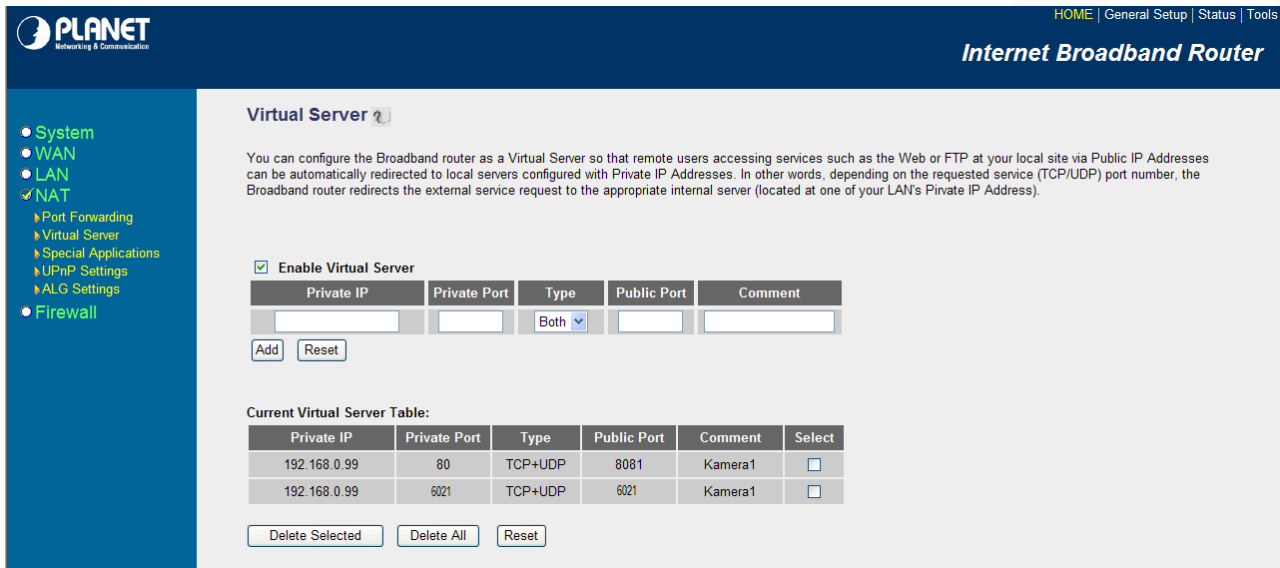 PLANET
Networking & Communication
HOME | General Setup | Status | Tools
Internet Broadband Router
System
WAN
LAN
NAT
Port Forwarding
Virtual Server
Special Applications
UPnP Settings
ALG Settings
Firewall
Virtual Server
You can configure the Broadband router as a Virtual Server so that remote users accessing services such as the Web or FTP at your local site via Public IP Addresses
can be automatically redirected to local servers configured with Private IP Addresses. In other words, depending on the requested service (TCP/UDP) port number, the
Broadband router redirects the external service request to the appropriate internal server (located at one of your LAN's Private IP Address).
Enable Virtual Server
Private IP Private Port Type Public Port Comment
Both
Add Reset
Current Virtual Server Table:
Private IP Private Port Type Public Port Comment Select
192.168.0.99 80 TCP+UDP 8081 Kamera1
192.168.0.99 6021 TCP+UDP 6021 Kamera1
Delete Selected Delete All Reset